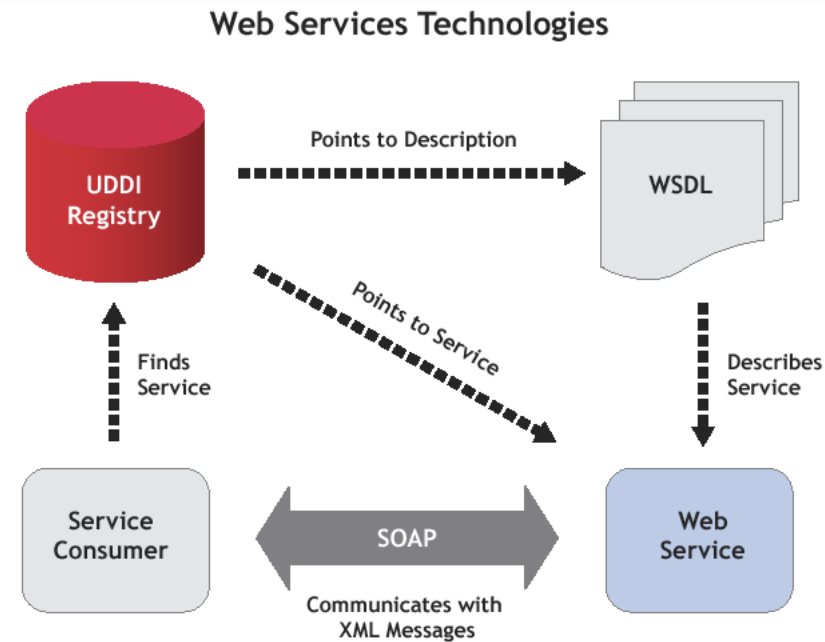 Web Services Technologies
Points to Description
UDDI
Registry
WSDL
Points to Service
Finds
Service
Describes
Service
Service
Consumer
SOAP
Web
Service
Communicates with
XML Messages